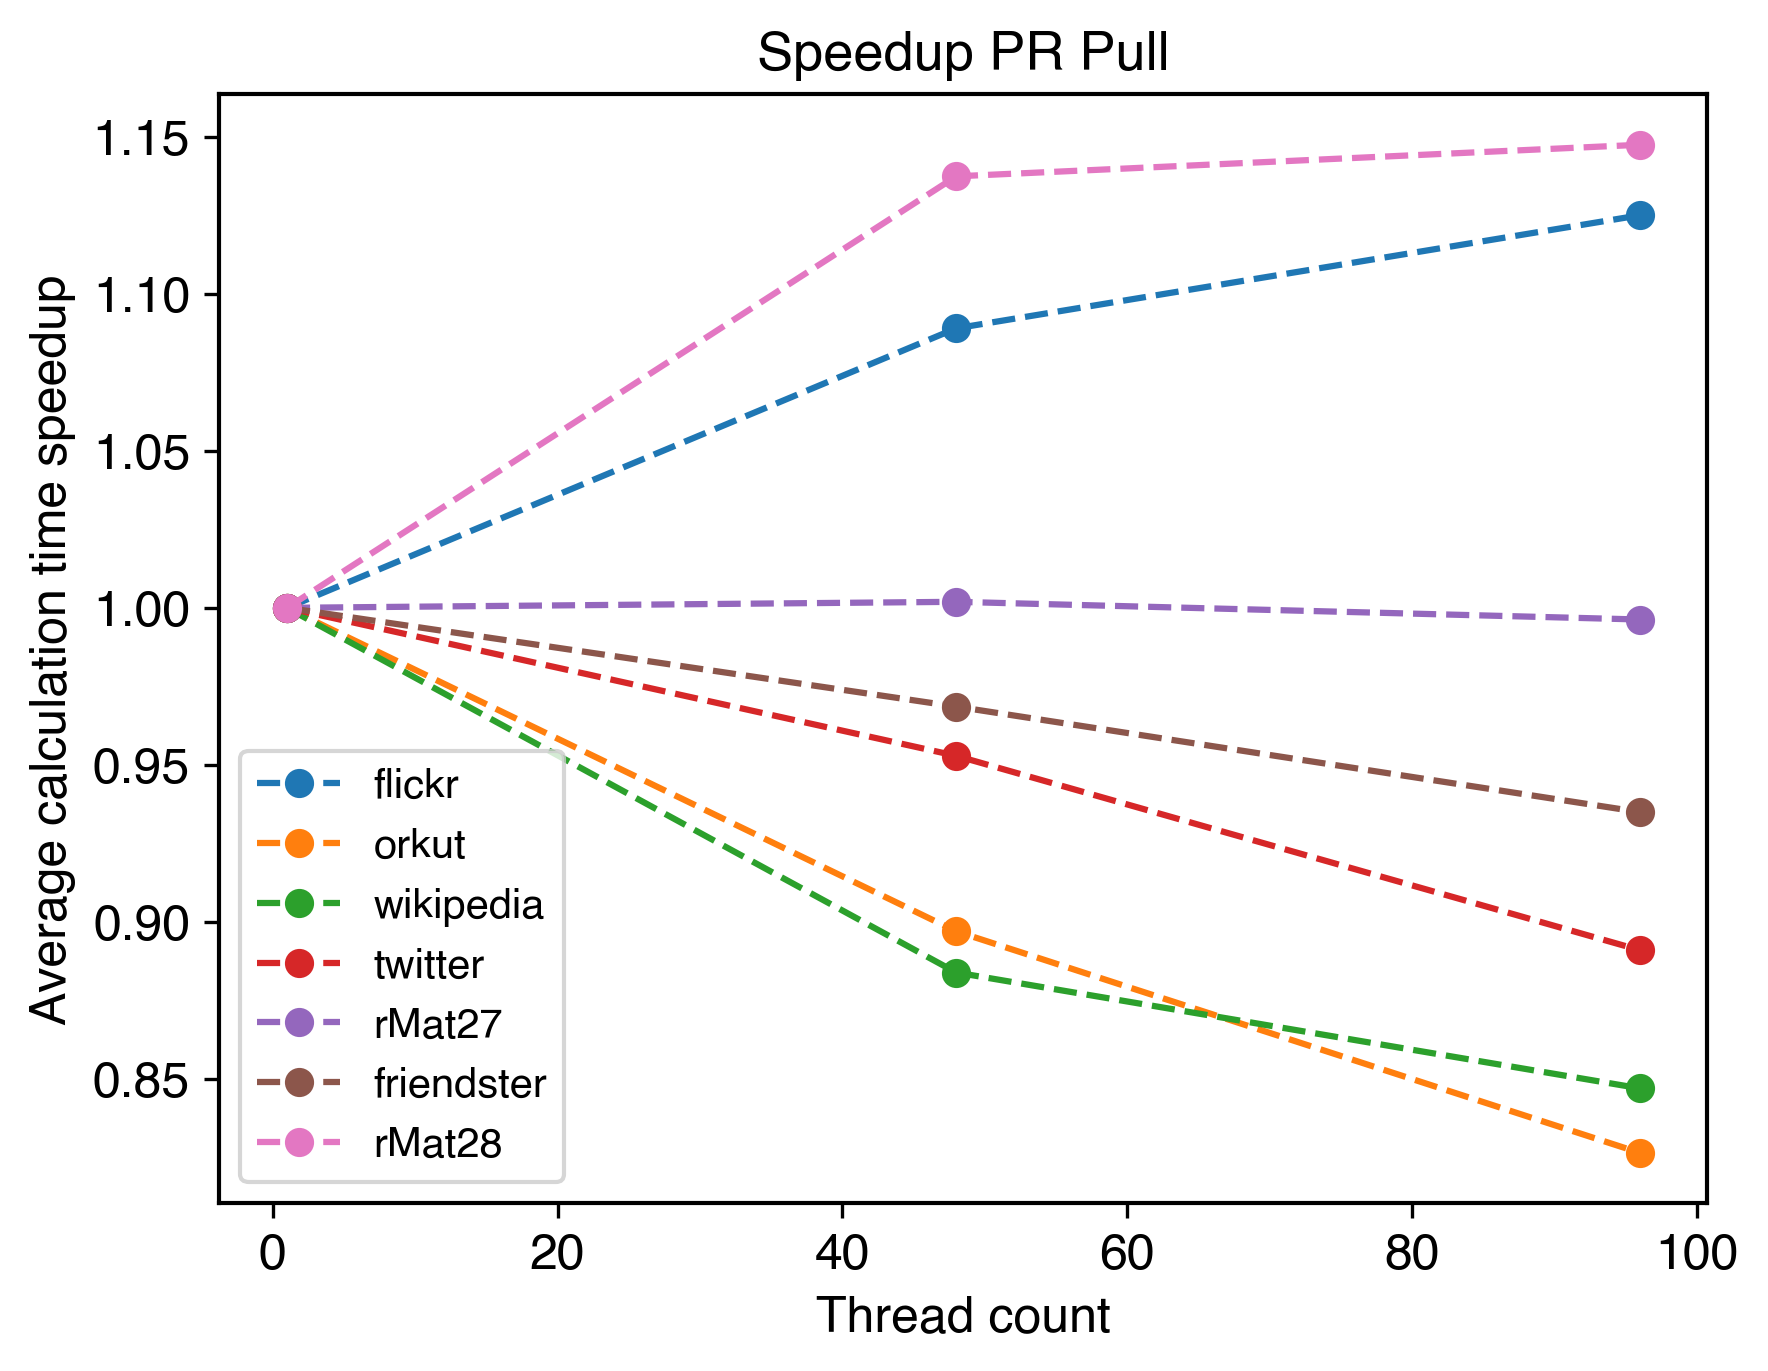 Speedup PR Pull
Average calculation time speedup
1.15
1.10
1.05
1.00
0.95
0.90
0.85
flickr
orkut
wikipedia
twitter
rMat27
friendster
rMat28
0 20 40 60 80 100
Thread count